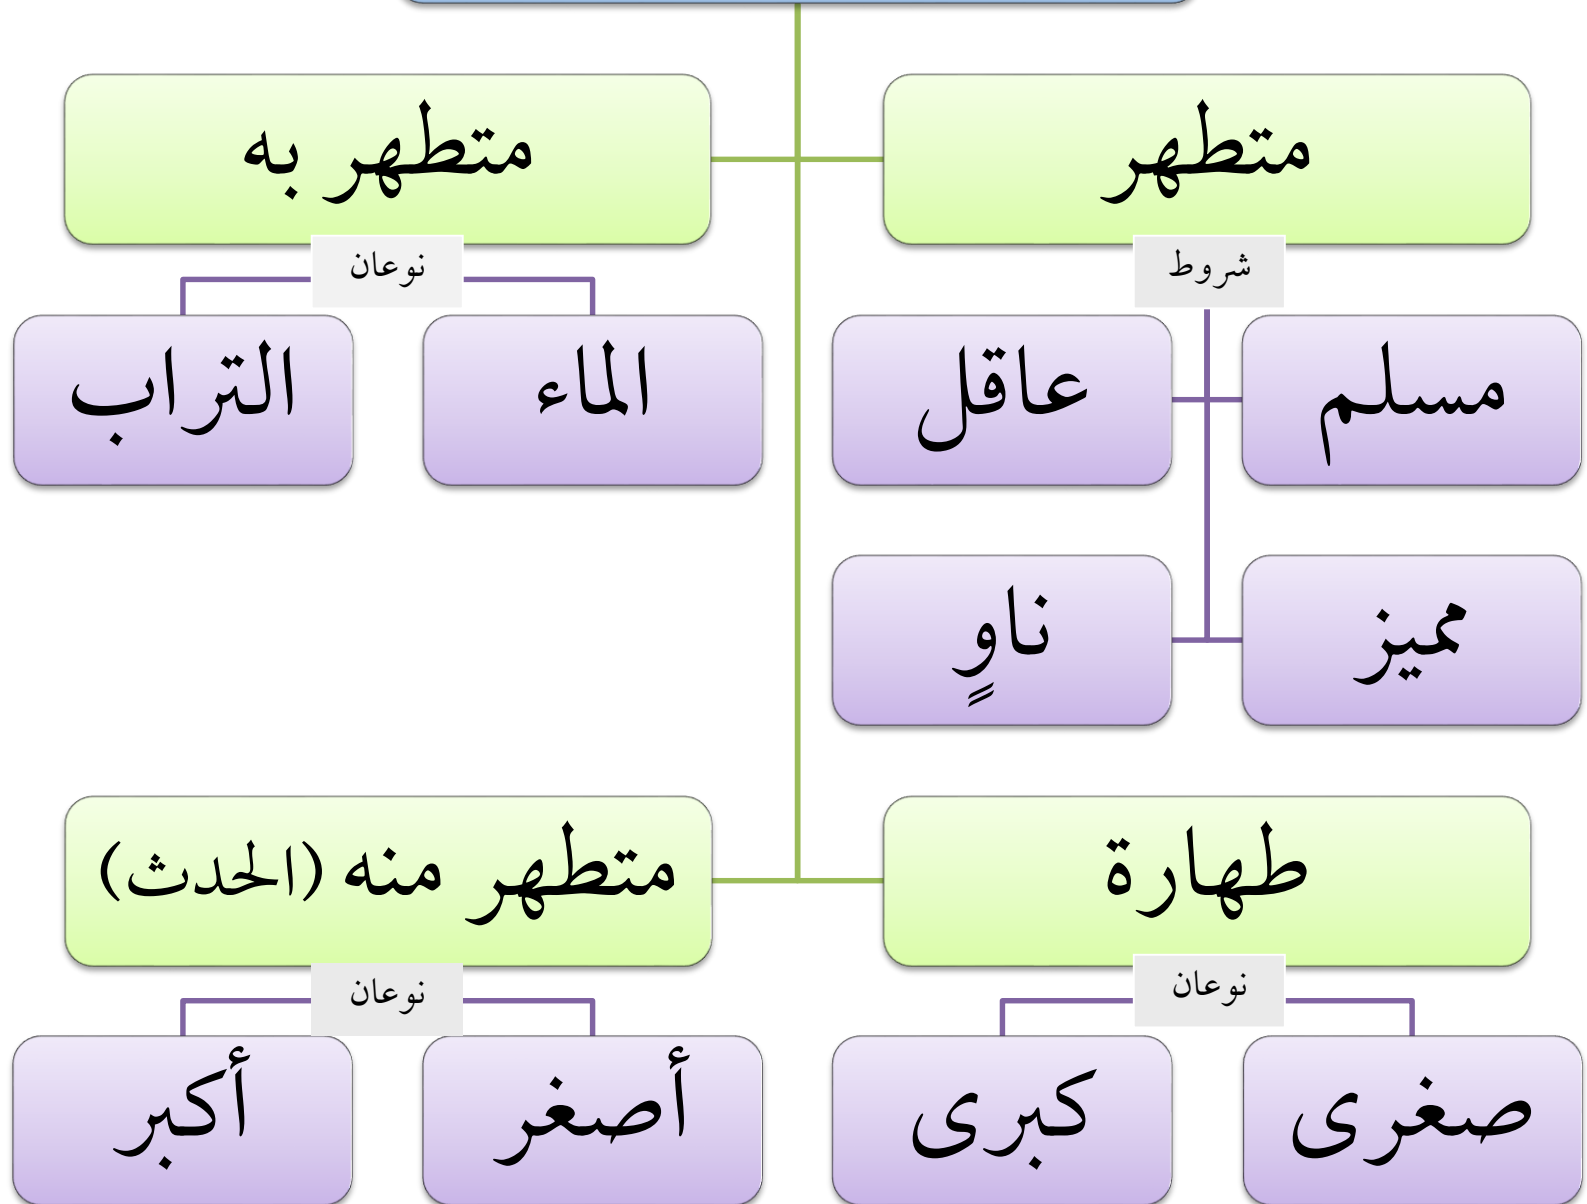 متطهر
متطهر به
شروط
نوعان
مسلم
عاقل
الماء
التراب
مميز
ناوٍ
طهارة
متطهر منه (الحدث)
نوعان
نوعان
صغرى
كبرى
أصغر
أكبر